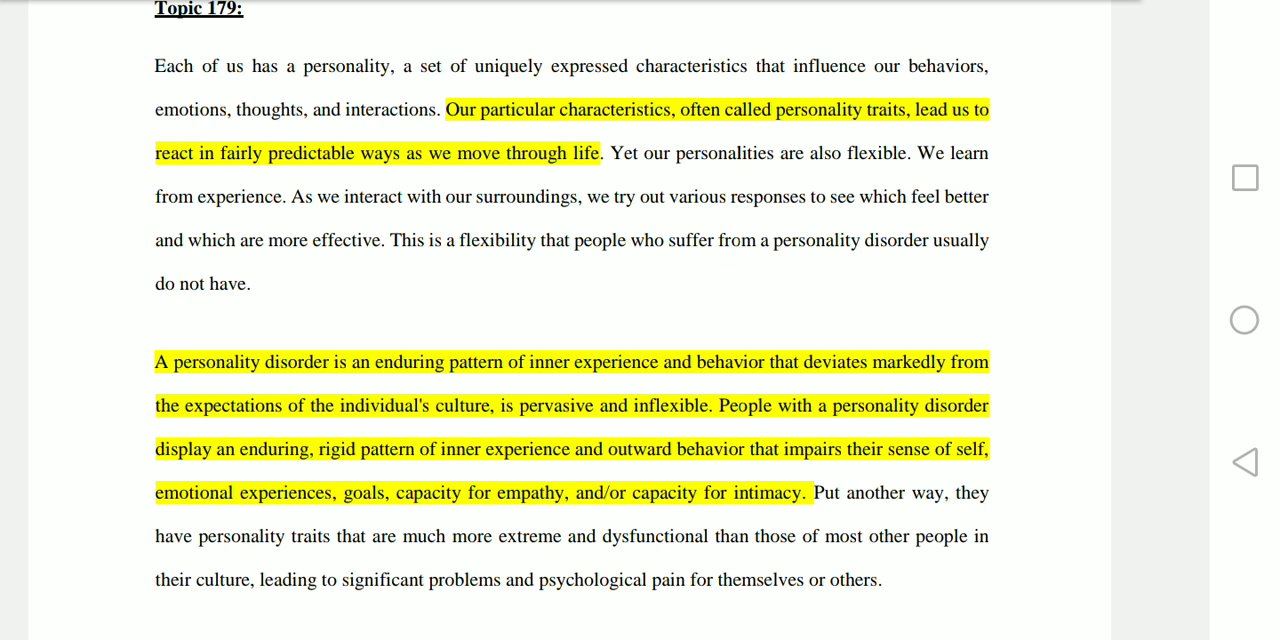 Topic 179:
Each of us has a personality, a set of uniquely expressed characteristics that influence our behaviors,
emotions, thoughts, and interactions. Our particular characteristics, often called personality traits, lead us to
react in fairly predictable ways as we move through life. Yet our personalities are also flexible. We learn
from experience. As we interact with our surroundings, we try out various responses to see which feel better
and which are more effective. This is a flexibility that people who suffer from a personality disorder usually
do not have.
A personality disorder is an enduring pattern of inner experience and behavior that deviates markedly from
the expectations of the individual's culture, is pervasive and inflexible. People with a personality disorder
display an enduring, rigid pattern of inner experience and outward behavior that impairs their sense of self,
emotional experiences, goals, capacity for empathy, and/or capacity for intimacy. Put another way, they
have personality traits that are much more extreme and dysfunctional than those of most other people in
their culture, leading to significant problems and psychological pain for themselves or others.